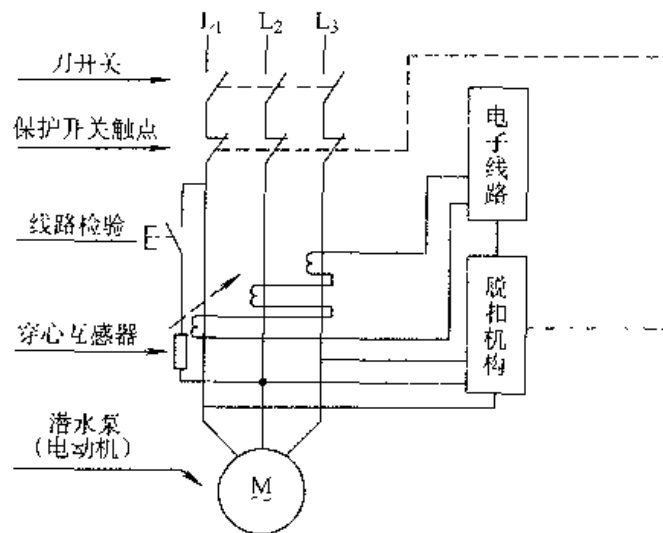 L1 L2 L3
刀开关
保护开关触点
线路检验
穿心互感器
潜水泵
（电动机）
电子线路
脱扣机构
M
~